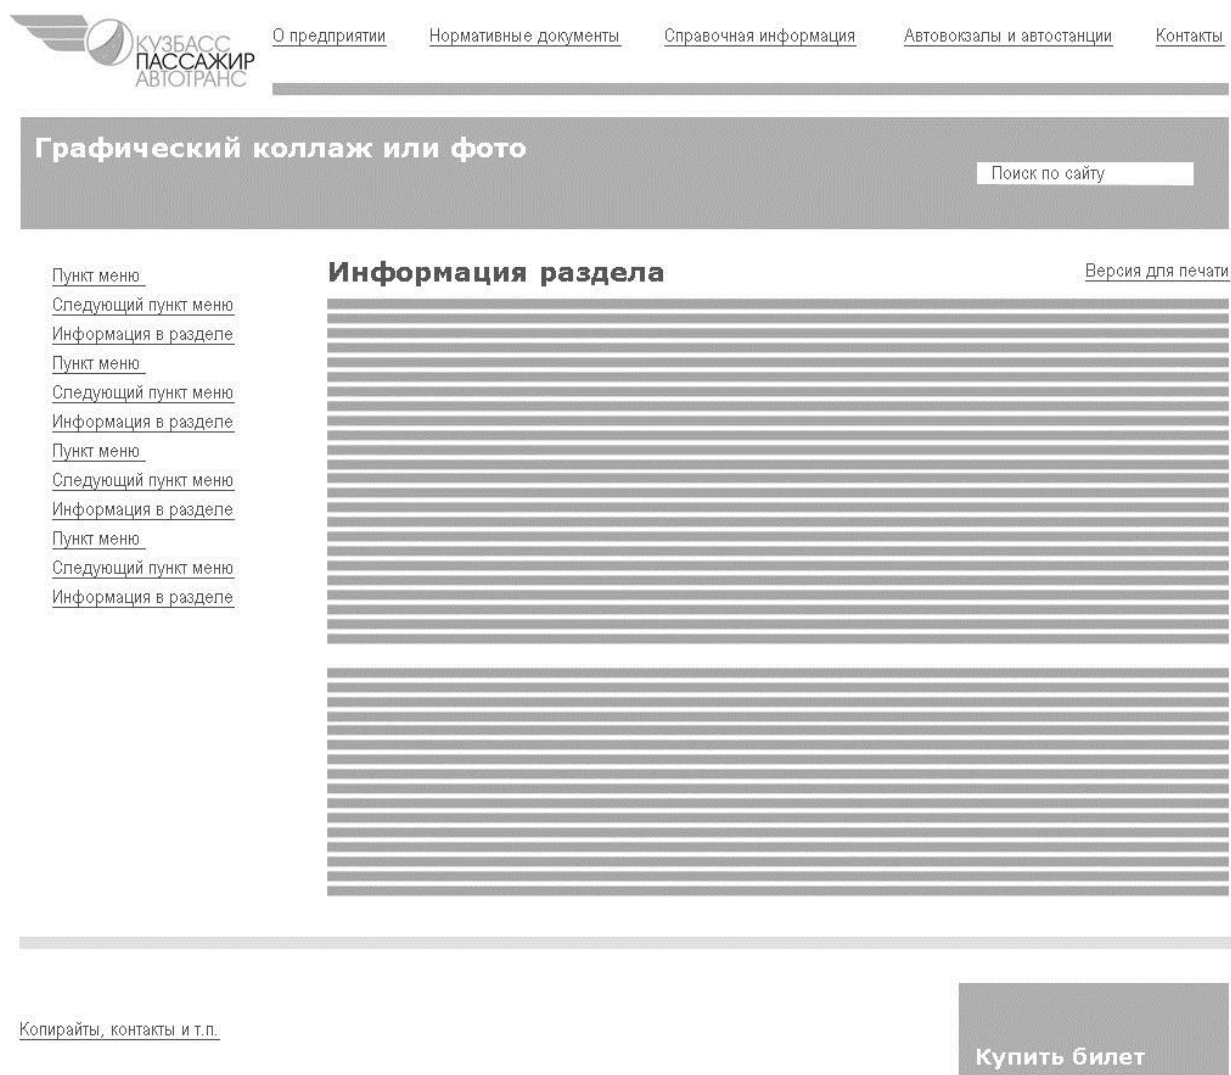 КУЗБАСС
ПАССАЖИР
АВТОТРАНС
О предприятии Нормативные документы Справочная информация Автовокзалы и автостанции Контакты
Графический коллаж или фото
Поиск по сайту
Информация раздела
Версия для печати
Пункт меню
Следующий пункт меню
Информация в разделе
Пункт меню
Следующий пункт меню
Информация в разделе
Пункт меню
Следующий пункт меню
Информация в разделе
Пункт меню
Следующий пункт меню
Информация в разделе
Копирайты, контакты и т.п.
Купить билет